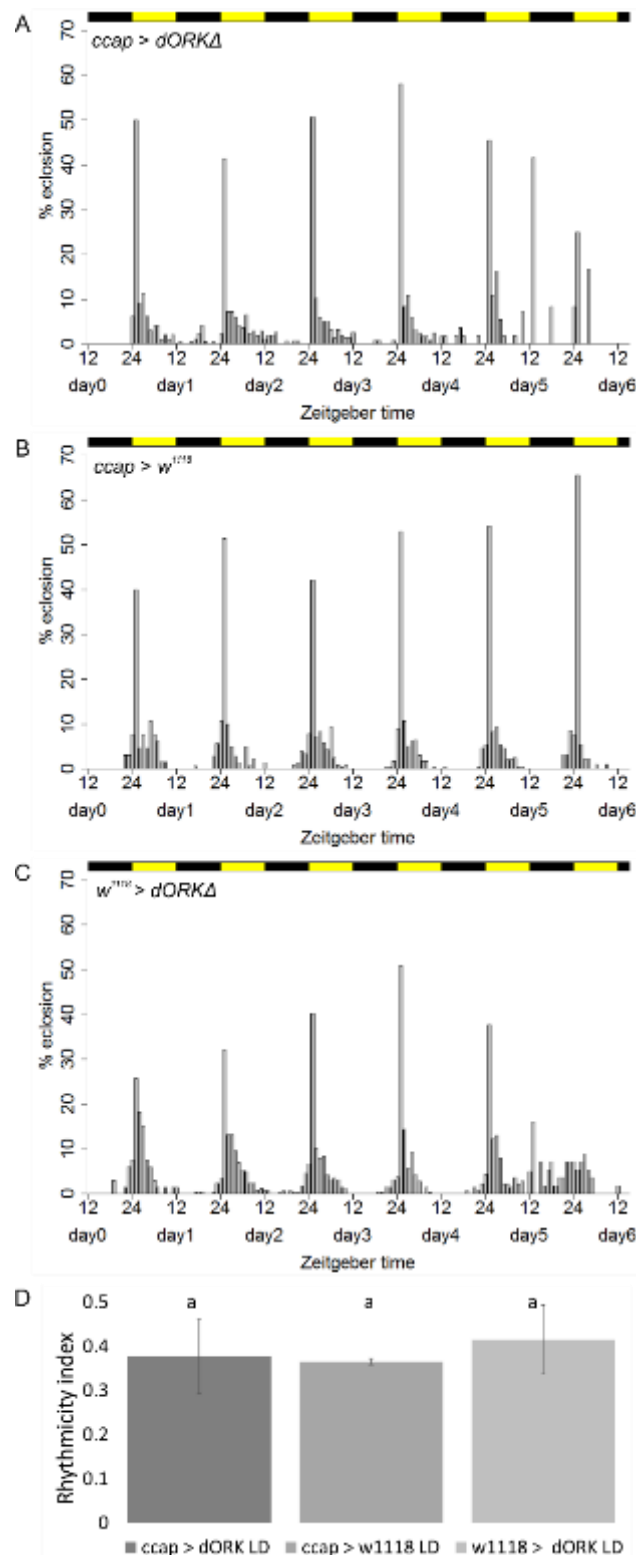 A
ccap > dORKΔ
70
60
50
40
30
20
10
0
% eclosion
12 24 12 24 12 24 12 24 12 24 12 24 12
day0 day1 day2 day3 day4 day5 day6
Zeitgeber time
B
ccap > w¹¹¹⁸
70
60
50
40
30
20
10
0
% eclosion
12 24 12 24 12 24 12 24 12 24 12 24 12
day0 day1 day2 day3 day4 day5 day6
Zeitgeber time
C
w¹¹¹⁸ > dORKΔ
70
60
50
40
30
20
10
0
% eclosion
12 24 12 24 12 24 12 24 12 24 12 24 12
day0 day1 day2 day3 day4 day5 day6
Zeitgeber time
D
0.5
0.4
0.3
0.2
0.1
0
Rhythmicity index
a a a
ccap > dORK LD ccap > w1118 LD w1118 > dORK LD